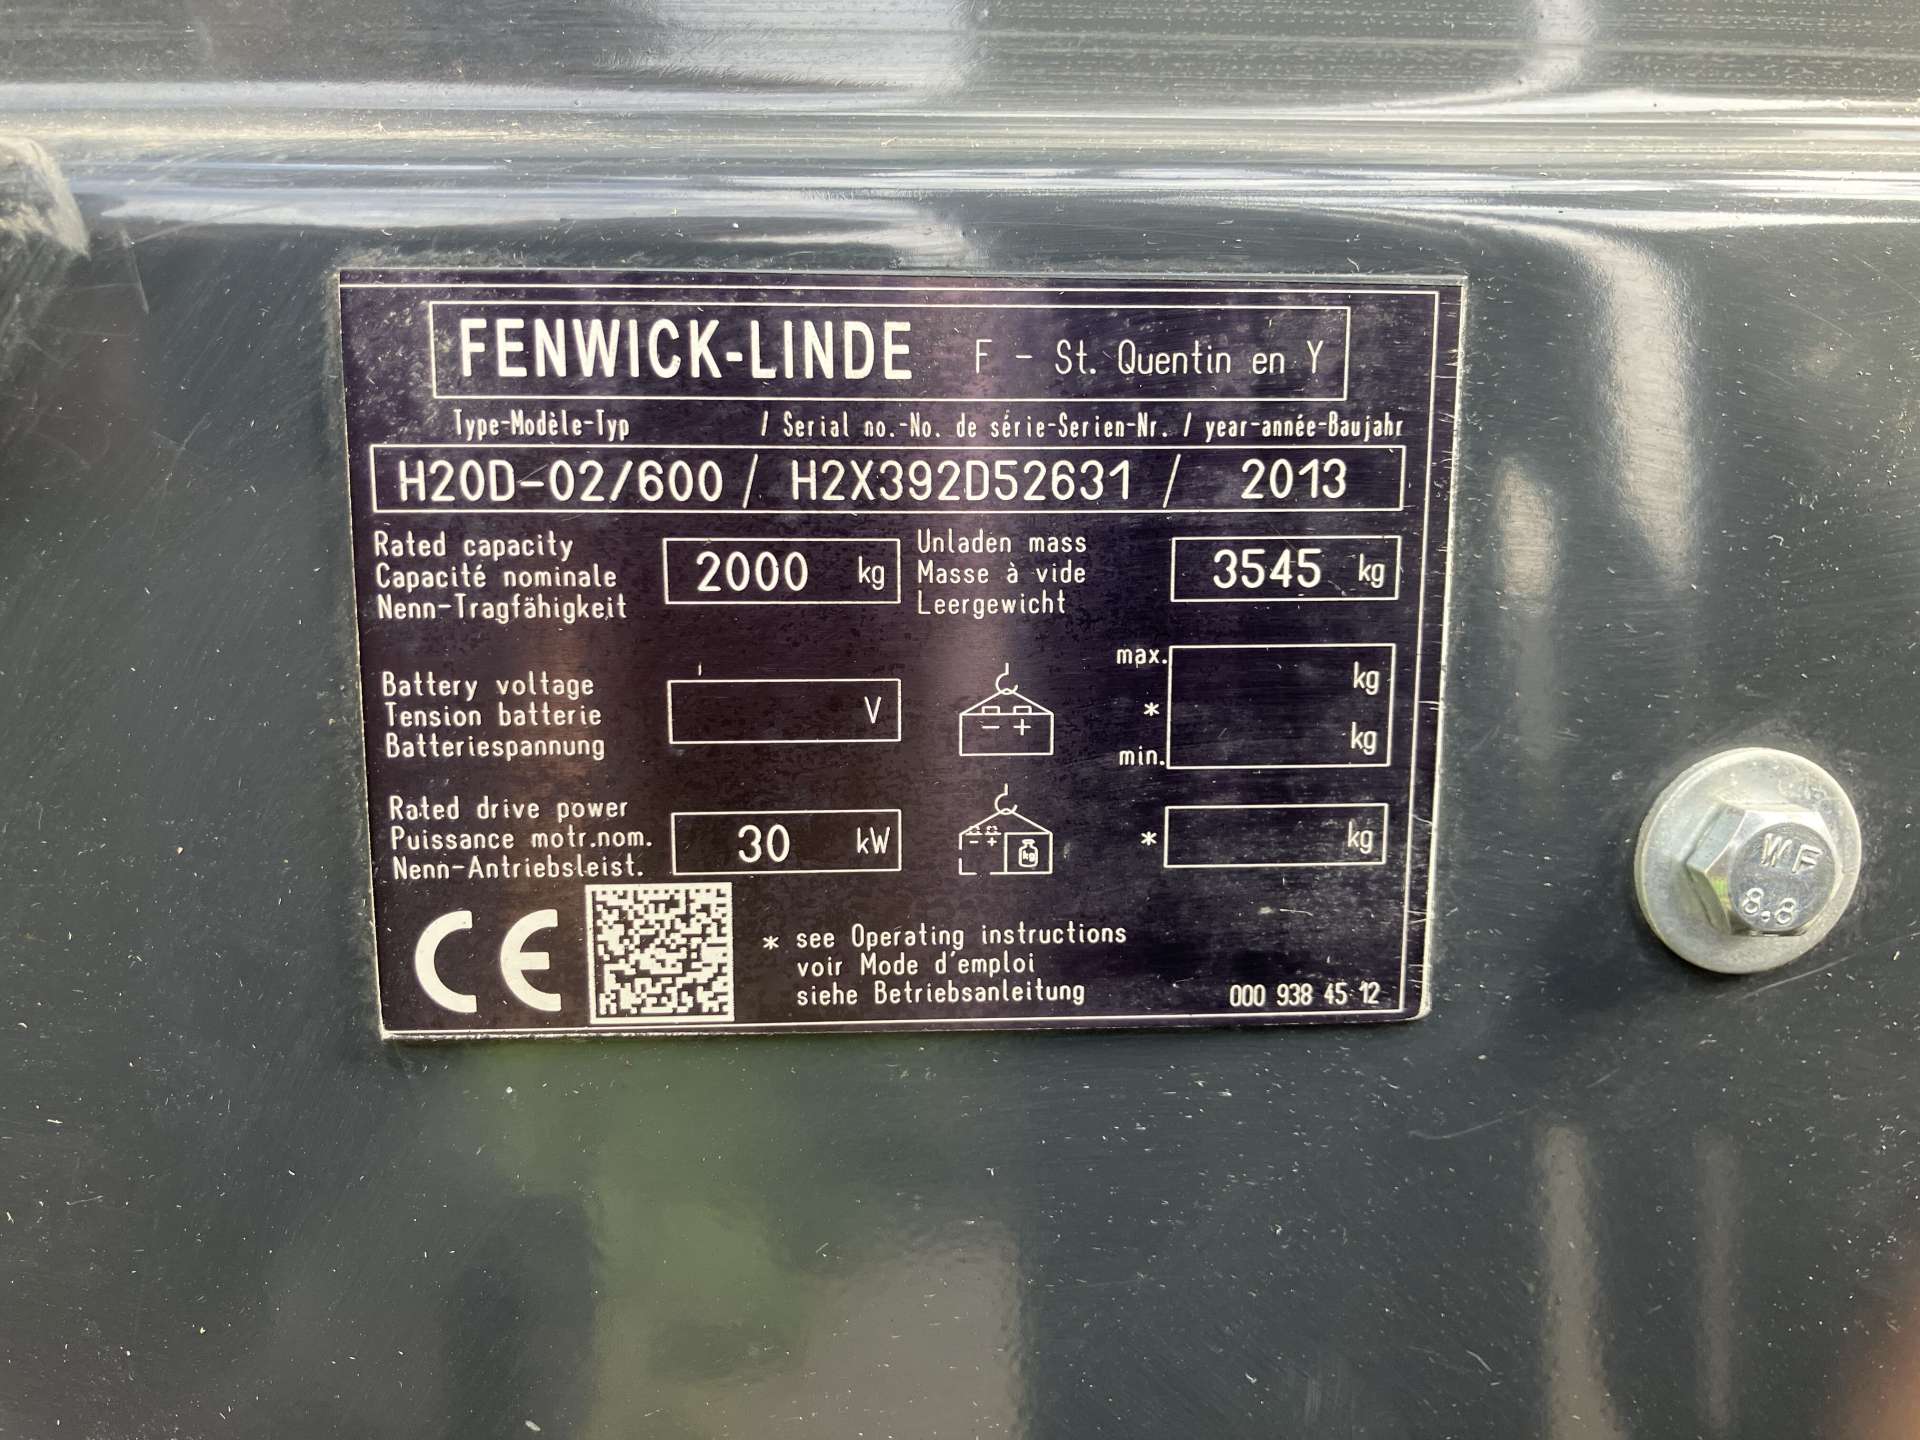 FENWICK-LINDE F - St. Quentin en Y
Type-Modèle-Typ / Serial no.-No. de série-Serien-Nr. / year-année-Baujahr
H20D-02/600 / H2X392D52631 / 2013
Rated capacity
Capacité nominale
Nenn-Tragfähigkeit
2000 kg
Unladen mass
Masse à vide
Leergewicht
3545 kg
Battery voltage
Tension batterie
Batteriespannung
V
- +
max. kg
*
min. kg
Rated drive power
Puissance motr.nom.
Nenn-Antriebsleist.
30 kW
- + kg
* kg
CE
* see Operating instructions
voir Mode d'emploi
siehe Betriebsanleitung
000 938 45 12
WF
8.8